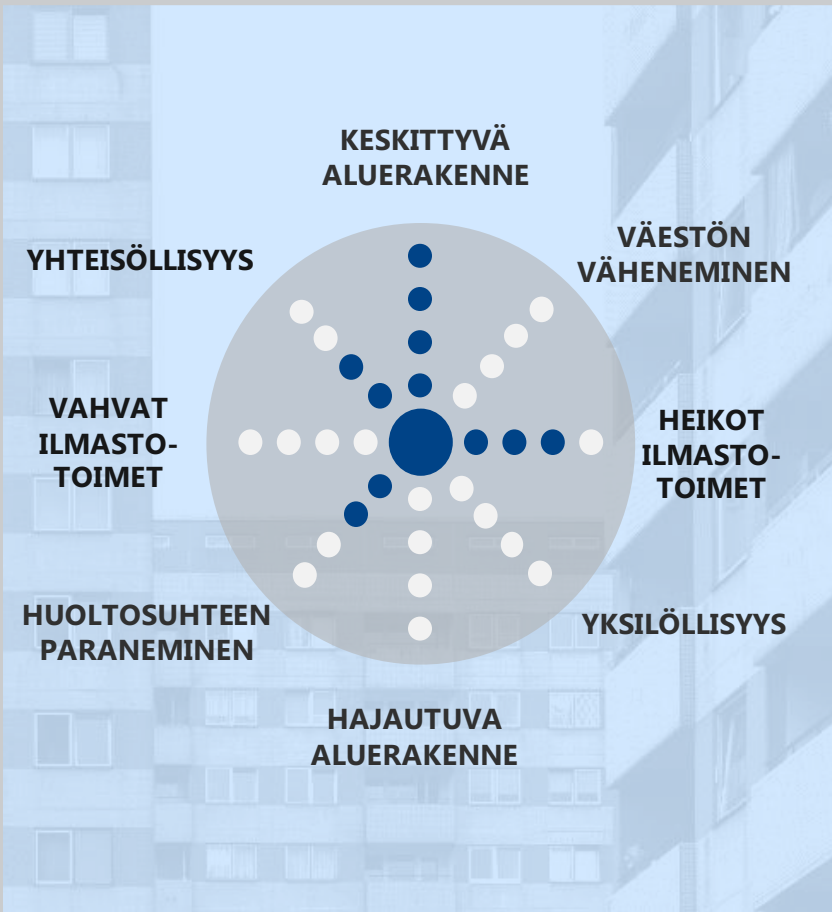 KESKITTYVÄ
ALUERAKENNE
VÄESTÖN
VÄHENEMINEN
YHTEISÖLLISYYS
VAHVAT
ILMASTO-
TOIMET
HEIKOT
ILMASTO-
TOIMET
HUOLTOSUHTEEN
PARANEMINEN
YKSILÖLLISYYS
HAJAUTUVA
ALUERAKENNE